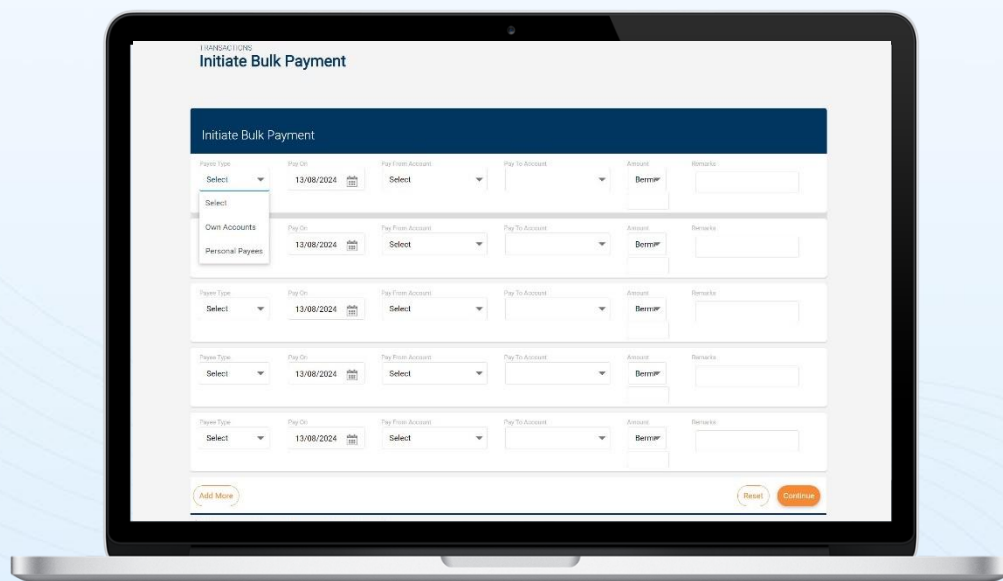 TRANSACTIONS
Initiate Bulk Payment
Initiate Bulk Payment
Payee Type Pay On Pay From Account Pay To Account Amount Remarks
Select 13/08/2024 Select Berm
Select
Own Accounts
Personal Payees
Pay On Pay From Account Pay To Account Amount Remarks
13/08/2024 Select Berm
Payee Type Pay On Pay From Account Pay To Account Amount Remarks
Select 13/08/2024 Select Berm
Payee Type Pay On Pay From Account Pay To Account Amount Remarks
Select 13/08/2024 Select Berm
Payee Type Pay On Pay From Account Pay To Account Amount Remarks
Select 13/08/2024 Select Berm
Add More Reset Continue